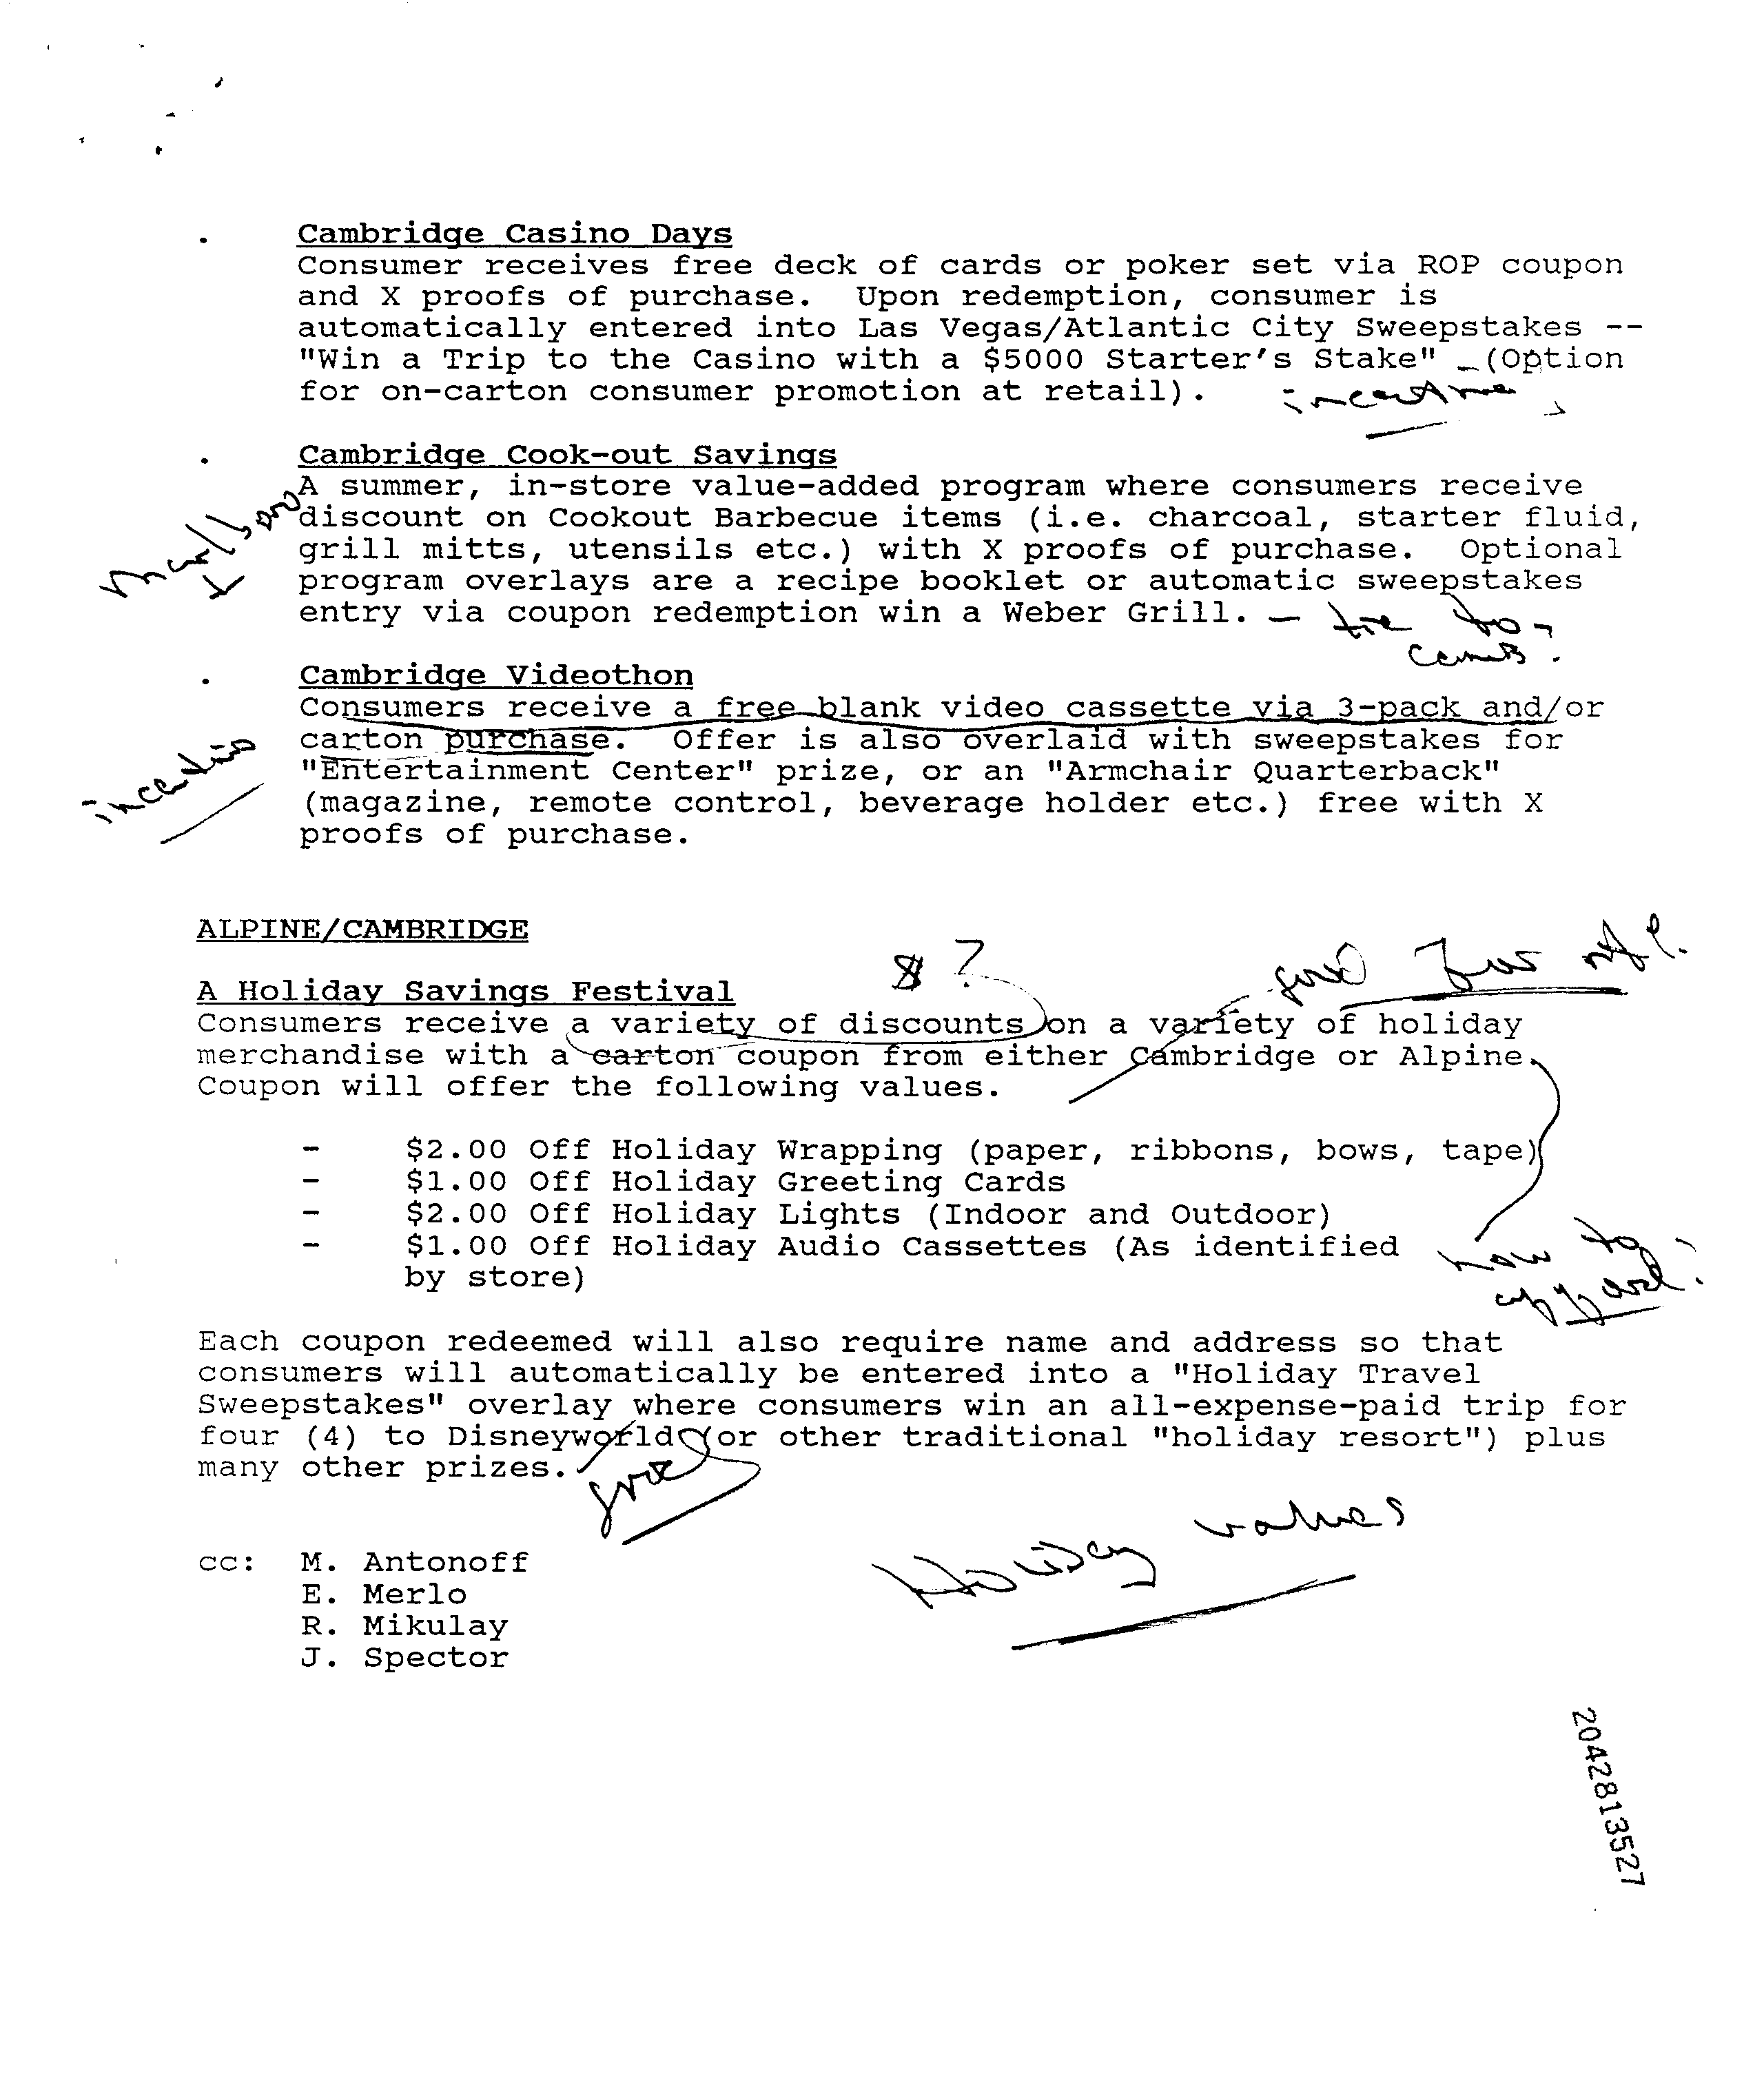 . Cambridge Casino Days
Consumer receives free deck of cards or poker set via ROP coupon
and X proofs of purchase. Upon redemption, consumer is
automatically entered into Las Vegas/Atlantic City Sweepstakes --
"Win a Trip to the Casino with a $5000 Starter's Stake" - (Option
for on-carton consumer promotion at retail).
incentive
. Cambridge Cook-out Savings
A summer, in-store value-added program where consumers receive
discount on Cookout Barbecue items (i.e. charcoal, starter fluid,
grill mitts, utensils etc.) with X proofs of purchase. Optional
program overlays are a recipe booklet or automatic sweepstakes
entry via coupon redemption win a Weber Grill. -
Marlboro
tie to
. Cambridge Videothon
Consumers receive a free blank video cassette via 3-pack and/or
carton purchase. Offer is also overlaid with sweepstakes for
"Entertainment Center" prize, or an "Armchair Quarterback"
(magazine, remote control, beverage holder etc.) free with X
proofs of purchase.
incentive
ALPINE/CAMBRIDGE
$ ?
good for
A Holiday Savings Festival
Consumers receive a variety of discounts on a variety of holiday
merchandise with a carton coupon from either Cambridge or Alpine.
Coupon will offer the following values.
- $2.00 Off Holiday Wrapping (paper, ribbons, bows, tape)
- $1.00 Off Holiday Greeting Cards
- $2.00 Off Holiday Lights (Indoor and Outdoor)
- $1.00 Off Holiday Audio Cassettes (As identified
by store)
how to
afford?
Each coupon redeemed will also require name and address so that
consumers will automatically be entered into a "Holiday Travel
Sweepstakes" overlay where consumers win an all-expense-paid trip for
four (4) to Disneyworld (or other traditional "holiday resort") plus
many other prizes.
good
Holiday values
cc: M. Antonoff
E. Merlo
R. Mikulay
J. Spector
2042813527